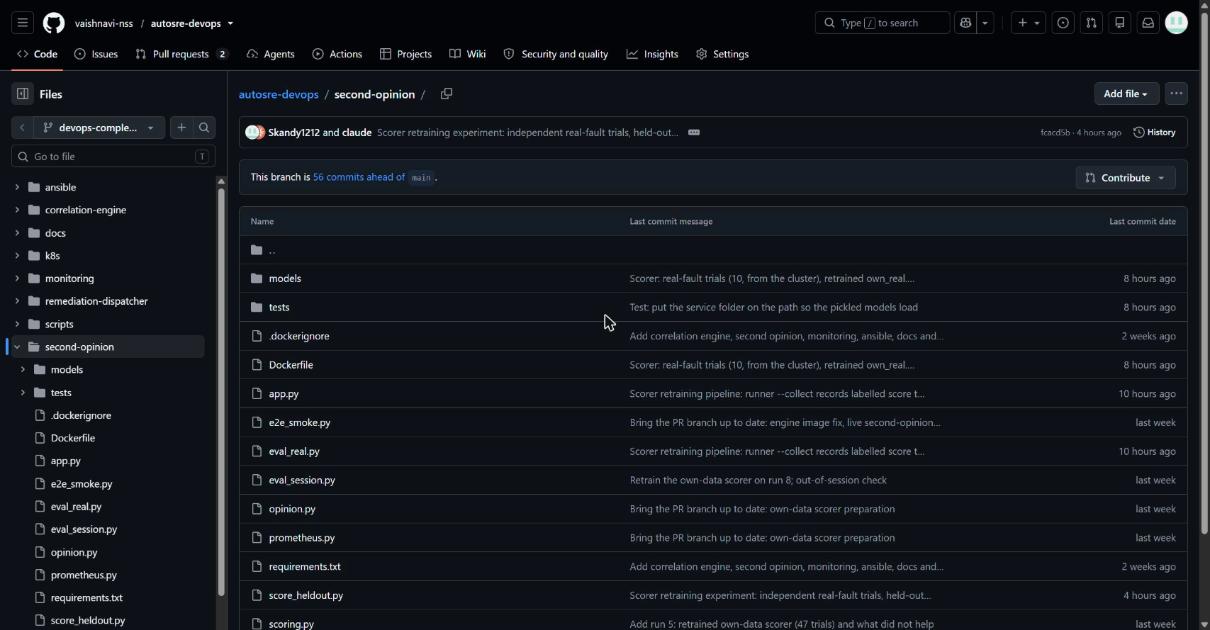 vaishnavi-nss / autosre-devops
Type / to search
Code
Issues
Pull requests 2
Agents
Actions
Projects
Wiki
Security and quality
Insights
Settings
Files
devops-comple...
Go to file
T
ansible
correlation-engine
docs
k8s
monitoring
remediation-dispatcher
scripts
second-opinion
models
tests
.dockerignore
Dockerfile
app.py
e2e_smoke.py
eval_real.py
eval_session.py
opinion.py
prometheus.py
requirements.txt
score_heldout.py
autosre-devops / second-opinion /
Add file
Skandy1212 and claude Scorer retraining experiment: independent real-fault trials, held-out...
fcacd5b · 4 hours ago
History
This branch is 56 commits ahead of main .
Contribute
Name Last commit message Last commit date
..
models Scorer: real-fault trials (10, from the cluster), retrained own_real.... 8 hours ago
tests Test: put the service folder on the path so the pickled models load 8 hours ago
.dockerignore Add correlation engine, second opinion, monitoring, ansible, docs and... 2 weeks ago
Dockerfile Scorer: real-fault trials (10, from the cluster), retrained own_real.... 8 hours ago
app.py Scorer retraining pipeline: runner --collect records labelled score t... 10 hours ago
e2e_smoke.py Bring the PR branch up to date: engine image fix, live second-opinion... last week
eval_real.py Scorer retraining pipeline: runner --collect records labelled score t... 10 hours ago
eval_session.py Retrain the own-data scorer on run 8; out-of-session check last week
opinion.py Bring the PR branch up to date: own-data scorer preparation last week
prometheus.py Bring the PR branch up to date: own-data scorer preparation last week
requirements.txt Add correlation engine, second opinion, monitoring, ansible, docs and... 2 weeks ago
score_heldout.py Scorer retraining experiment: independent real-fault trials, held-out... 4 hours ago
scoring.py Add run 5: retrained own-data scorer (47 trials) and what did not help last week